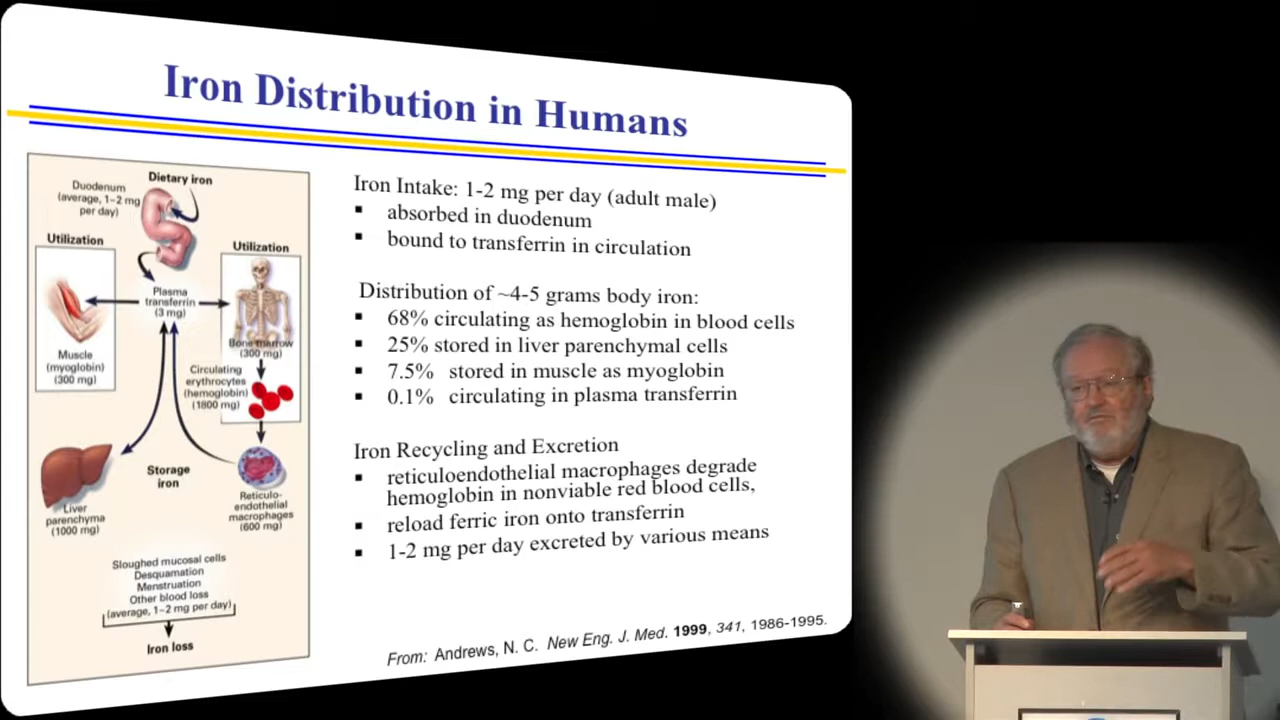 Iron Distribution in Humans
Dietary iron
Duodenum
(average, 1–2 mg
per day)
Utilization
Utilization
Plasma
transferrin
(3 mg)
Muscle
(myoglobin)
(300 mg)
Bone marrow
(300 mg)
Circulating
erythrocytes
(hemoglobin)
(1800 mg)
Storage
iron
Liver
parenchyma
(1000 mg)
Reticulo-
endothelial
macrophages
(600 mg)
Sloughed mucosal cells
Desquamation
Menstruation
Other blood loss
(average, 1–2 mg per day)
Iron loss
Iron Intake: 1-2 mg per day (adult male)
▪ absorbed in duodenum
▪ bound to transferrin in circulation
Distribution of ~4-5 grams body iron:
▪ 68% circulating as hemoglobin in blood cells
▪ 25% stored in liver parenchymal cells
▪ 7.5% stored in muscle as myoglobin
▪ 0.1% circulating in plasma transferrin
Iron Recycling and Excretion
▪ reticuloendothelial macrophages degrade
hemoglobin in nonviable red blood cells,
▪ reload ferric iron onto transferrin
▪ 1-2 mg per day excreted by various means
From: Andrews, N. C. New Eng. J. Med. 1999, 341, 1986-1995.